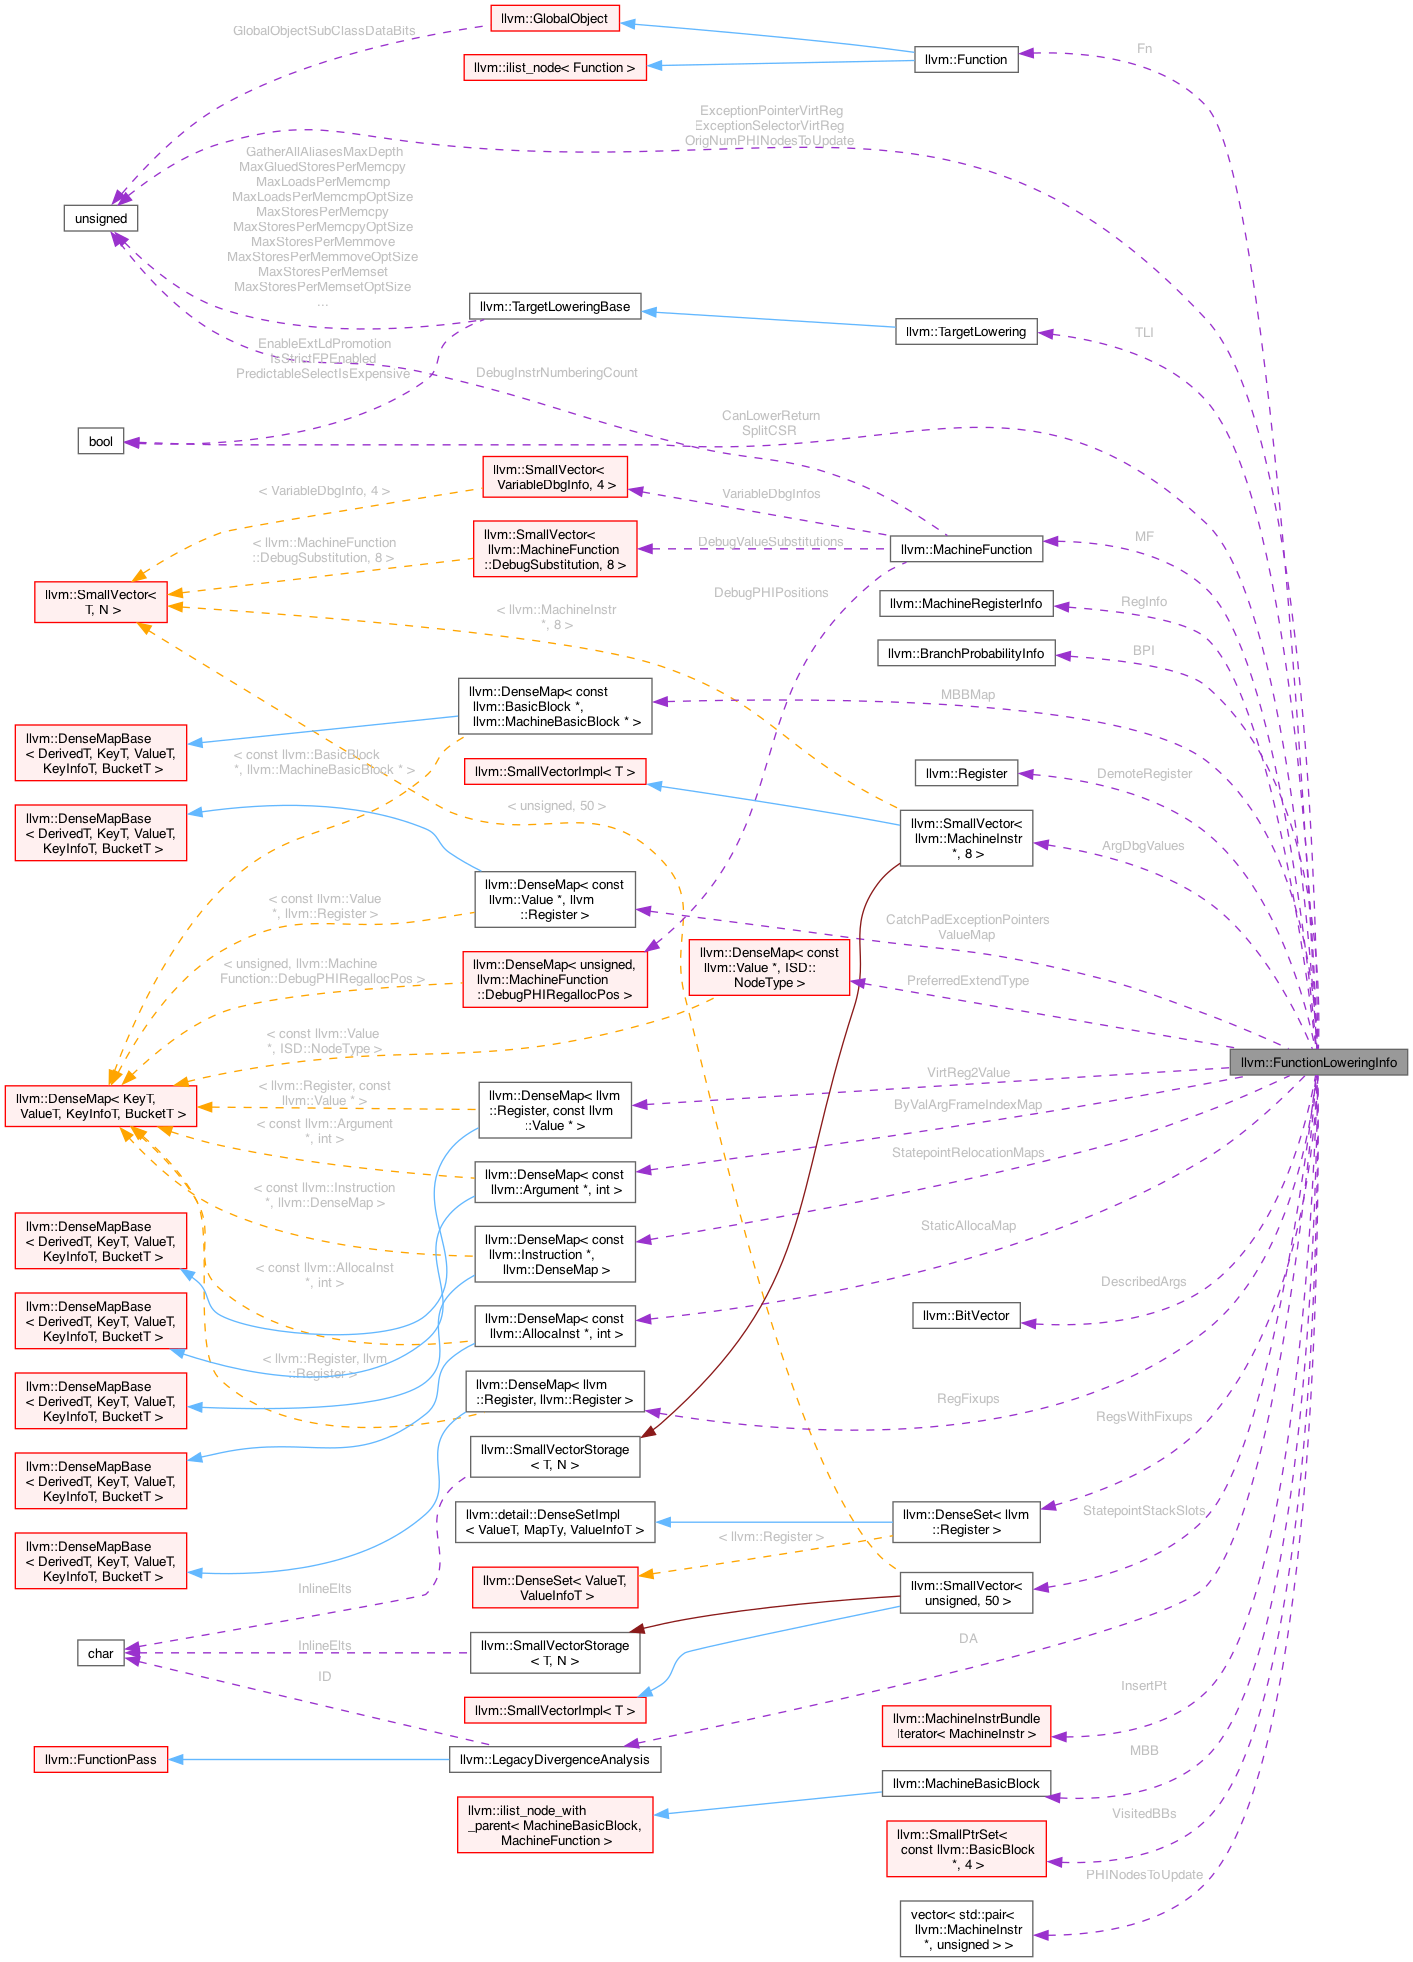 llvm::GlobalObject
GlobalObjectSubClassDataBits
llvm::Function
Fn
llvm::ilist_node< Function >
ExceptionPointerVirtReg
ExceptionSelectorVirtReg
OrigNumPHINodesToUpdate
GatherAllAliasesMaxDepth
MaxGluedStoresPerMemcpy
MaxLoadsPerMemcmp
MaxLoadsPerMemcmpOptSize
MaxStoresPerMemcpy
MaxStoresPerMemcpyOptSize
MaxStoresPerMemmove
MaxStoresPerMemmoveOptSize
MaxStoresPerMemset
MaxStoresPerMemsetOptSize
...
unsigned
llvm::TargetLoweringBase
llvm::TargetLowering
TLI
EnableExtLdPromotion
IsStrictFPEnabled
PredictableSelectIsExpensive
DebugInstrNumberingCount
bool
CanLowerReturn
SplitCSR
llvm::SmallVector<
VariableDbgInfo, 4 >
< VariableDbgInfo, 4 >
VariableDbgInfos
llvm::SmallVector<
llvm::MachineFunction
::DebugSubstitution, 8 >
< llvm::MachineFunction
::DebugSubstitution, 8 >
DebugValueSubstitutions
llvm::MachineFunction
MF
llvm::SmallVector<
T, N >
< llvm::MachineInstr
*, 8 >
DebugPHIPositions
llvm::MachineRegisterInfo
RegInfo
llvm::BranchProbabilityInfo
BPI
llvm::DenseMap< const
llvm::BasicBlock *,
llvm::MachineBasicBlock * >
MBBMap
llvm::DenseMapBase
< DerivedT, KeyT, ValueT,
KeyInfoT, BucketT >
< const llvm::BasicBlock
*, llvm::MachineBasicBlock * >
llvm::SmallVectorImpl< T >
llvm::Register
DemoteRegister
llvm::DenseMapBase
< DerivedT, KeyT, ValueT,
KeyInfoT, BucketT >
< unsigned, 50 >
llvm::SmallVector<
llvm::MachineInstr
*, 8 >
ArgDbgValues
llvm::DenseMap< const
llvm::Value *, llvm
::Register >
< const llvm::Value
*, llvm::Register >
CatchPadExceptionPointers
ValueMap
llvm::DenseMap< unsigned,
llvm::MachineFunction
::DebugPHIRegallocPos >
< unsigned, llvm::Machine
Function::DebugPHIRegallocPos >
llvm::DenseMap< const
llvm::Value *, ISD::
NodeType >
PreferredExtendType
< const llvm::Value
*, ISD::NodeType >
llvm::FunctionLoweringInfo
llvm::DenseMap< KeyT,
ValueT, KeyInfoT, BucketT >
< llvm::Register, const
llvm::Value * >
llvm::DenseMap< llvm
::Register, const llvm
::Value * >
VirtReg2Value
ByValArgFrameIndexMap
< const llvm::Argument
*, int >
llvm::DenseMap< const
llvm::Argument *, int >
StatepointRelocationMaps
< const llvm::Instruction
*, llvm::DenseMap >
llvm::DenseMap< const
llvm::Instruction *,
llvm::DenseMap >
StaticAllocaMap
llvm::DenseMapBase
< DerivedT, KeyT, ValueT,
KeyInfoT, BucketT >
< const llvm::AllocaInst
*, int >
llvm::DenseMap< const
llvm::AllocaInst *, int >
llvm::BitVector
DescribedArgs
llvm::DenseMapBase
< DerivedT, KeyT, ValueT,
KeyInfoT, BucketT >
< llvm::Register, llvm
::Register >
llvm::DenseMap< llvm
::Register, llvm::Register >
RegFixups
llvm::DenseMapBase
< DerivedT, KeyT, ValueT,
KeyInfoT, BucketT >
llvm::SmallVectorStorage
< T, N >
RegsWithFixups
llvm::DenseMapBase
< DerivedT, KeyT, ValueT,
KeyInfoT, BucketT >
llvm::detail::DenseSetImpl
< ValueT, MapTy, ValueInfoT >
llvm::DenseSet< llvm
::Register >
StatepointStackSlots
< llvm::Register >
llvm::DenseMapBase
< DerivedT, KeyT, ValueT,
KeyInfoT, BucketT >
llvm::DenseSet< ValueT,
ValueInfoT >
InlineElts
llvm::SmallVector<
unsigned, 50 >
DA
char
InlineElts
llvm::SmallVectorStorage
< T, N >
ID
llvm::SmallVectorImpl< T >
InsertPt
llvm::MachineInstrBundle
Iterator< MachineInstr >
llvm::FunctionPass
llvm::LegacyDivergenceAnalysis
MBB
llvm::MachineBasicBlock
llvm::ilist_node_with
_parent< MachineBasicBlock,
MachineFunction >
VisitedBBs
llvm::SmallPtrSet<
const llvm::BasicBlock
*, 4 >
PHINodesToUpdate
vector< std::pair<
llvm::MachineInstr
*, unsigned > >